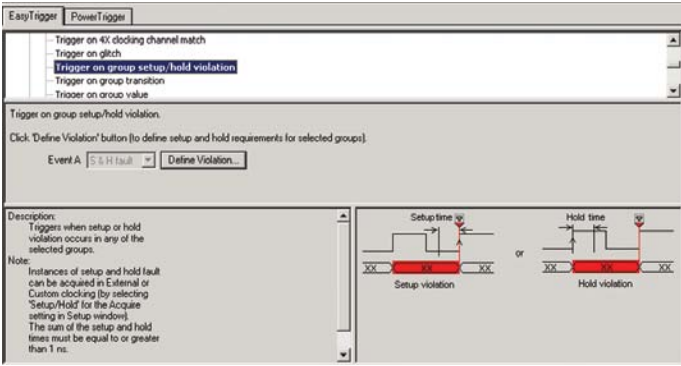 EasyTrigger PowerTrigger
Trigger on 4X clocking channel match
Trigger on glitch
Trigger on group setup/hold violation
Trigger on group transition
Trigger on group value
Trigger on group setup/hold violation.
Click 'Define Violation' button (to define setup and hold requirements for selected groups).
Event A S & H fault Define Violation...
Description:
Triggers when setup or hold
violation occurs in any of the
selected groups.
Note:
Instances of setup and hold fault
can be acquired in External or
Custom clocking (by selecting
'Setup/Hold' for the Acquire
setting in Setup window).
The sum of the setup and hold
times must be equal to or greater
than 1 ns.
Setup time
XX XX XX
Setup violation
or
Hold time
XX XX XX
Hold violation